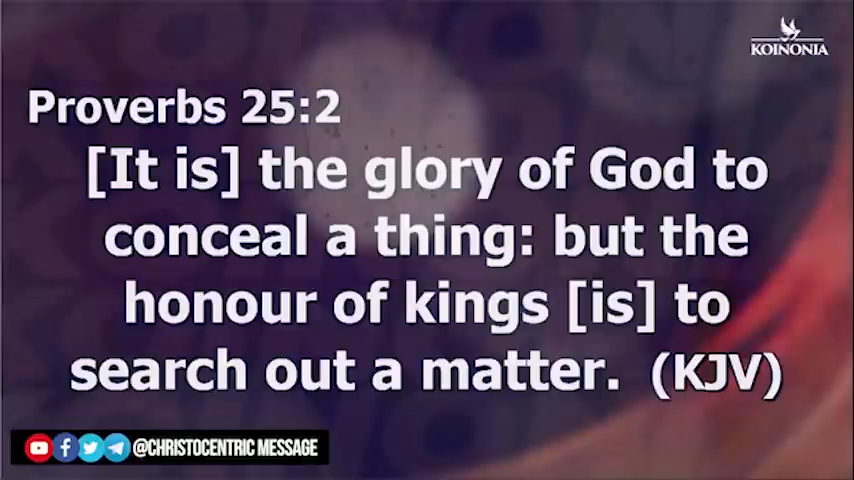 KOINONIA
Proverbs 25:2
[It is] the glory of God to
conceal a thing: but the
honour of kings [is] to
search out a matter. (KJV)
@CHRISTOCENTRIC MESSAGE